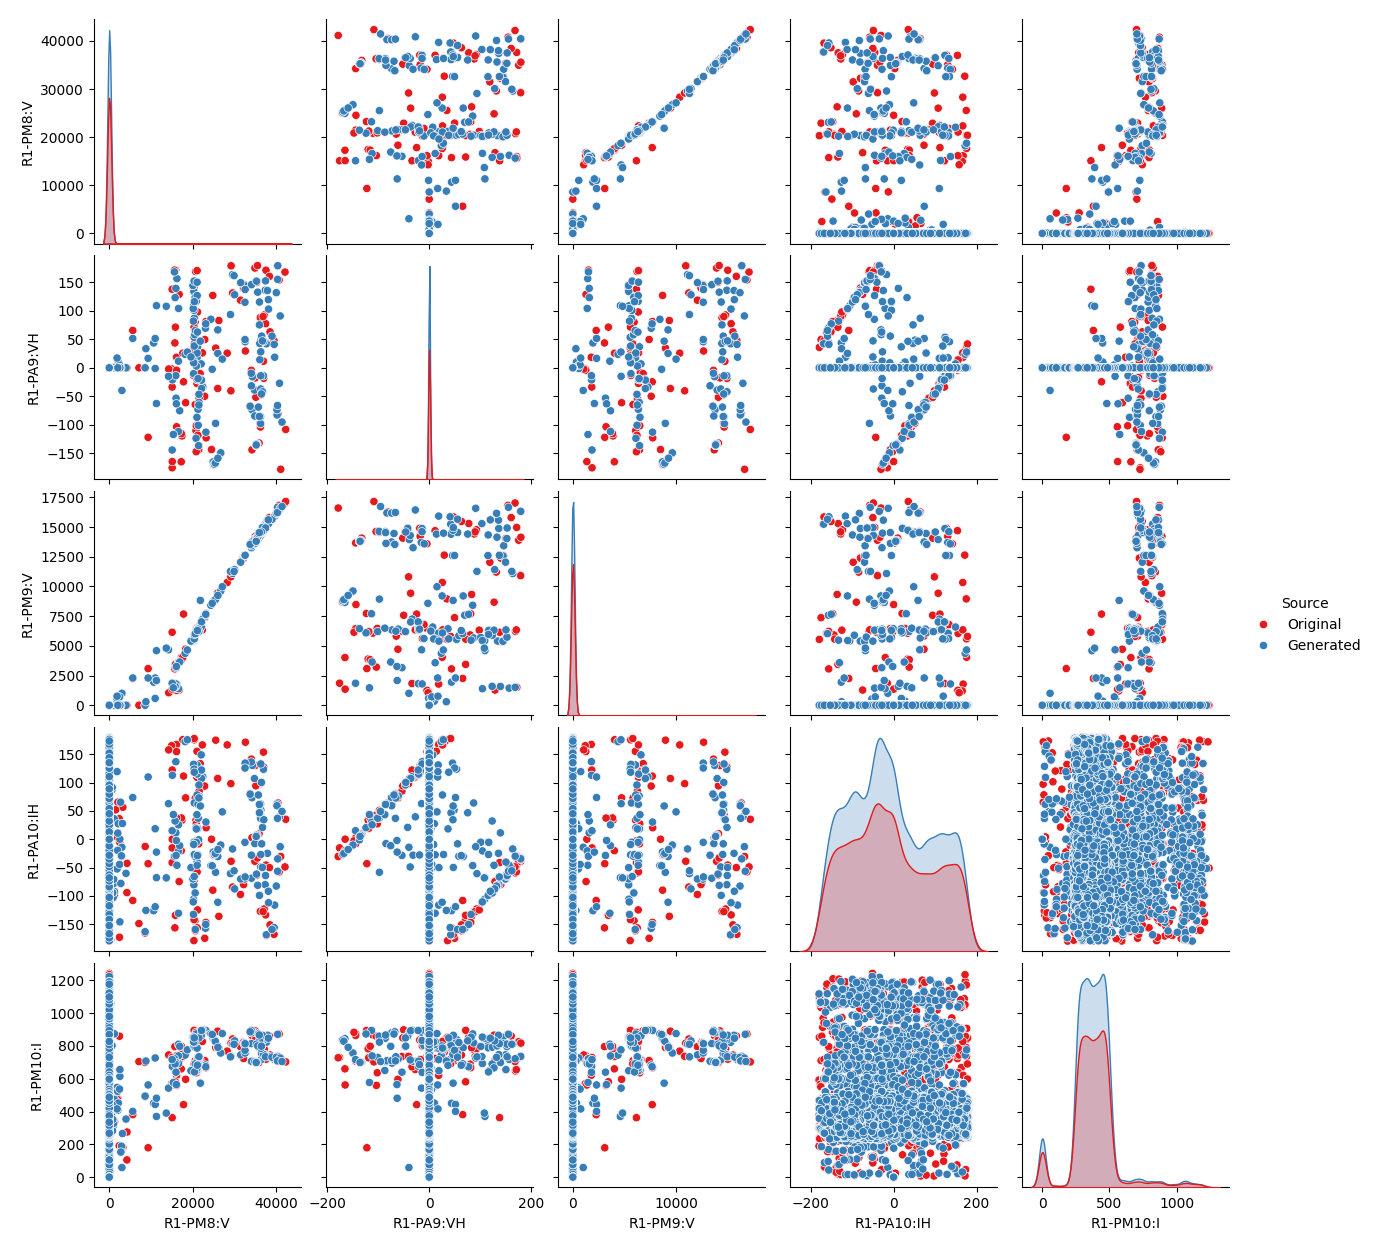 40000
30000
20000
10000
0
R1-PM8:V
150
100
50
0
−50
−100
−150
R1-PA9:VH
17500
15000
12500
10000
7500
5000
2500
0
R1-PM9:V
150
100
50
0
−50
−100
−150
R1-PA10:IH
1200
1000
800
600
400
200
0
R1-PM10:I
0 20000 40000
−200 0 200
0 10000
−200 0 200
0 500 1000
R1-PM8:V R1-PA9:VH R1-PM9:V R1-PA10:IH R1-PM10:I
Source
Original
Generated